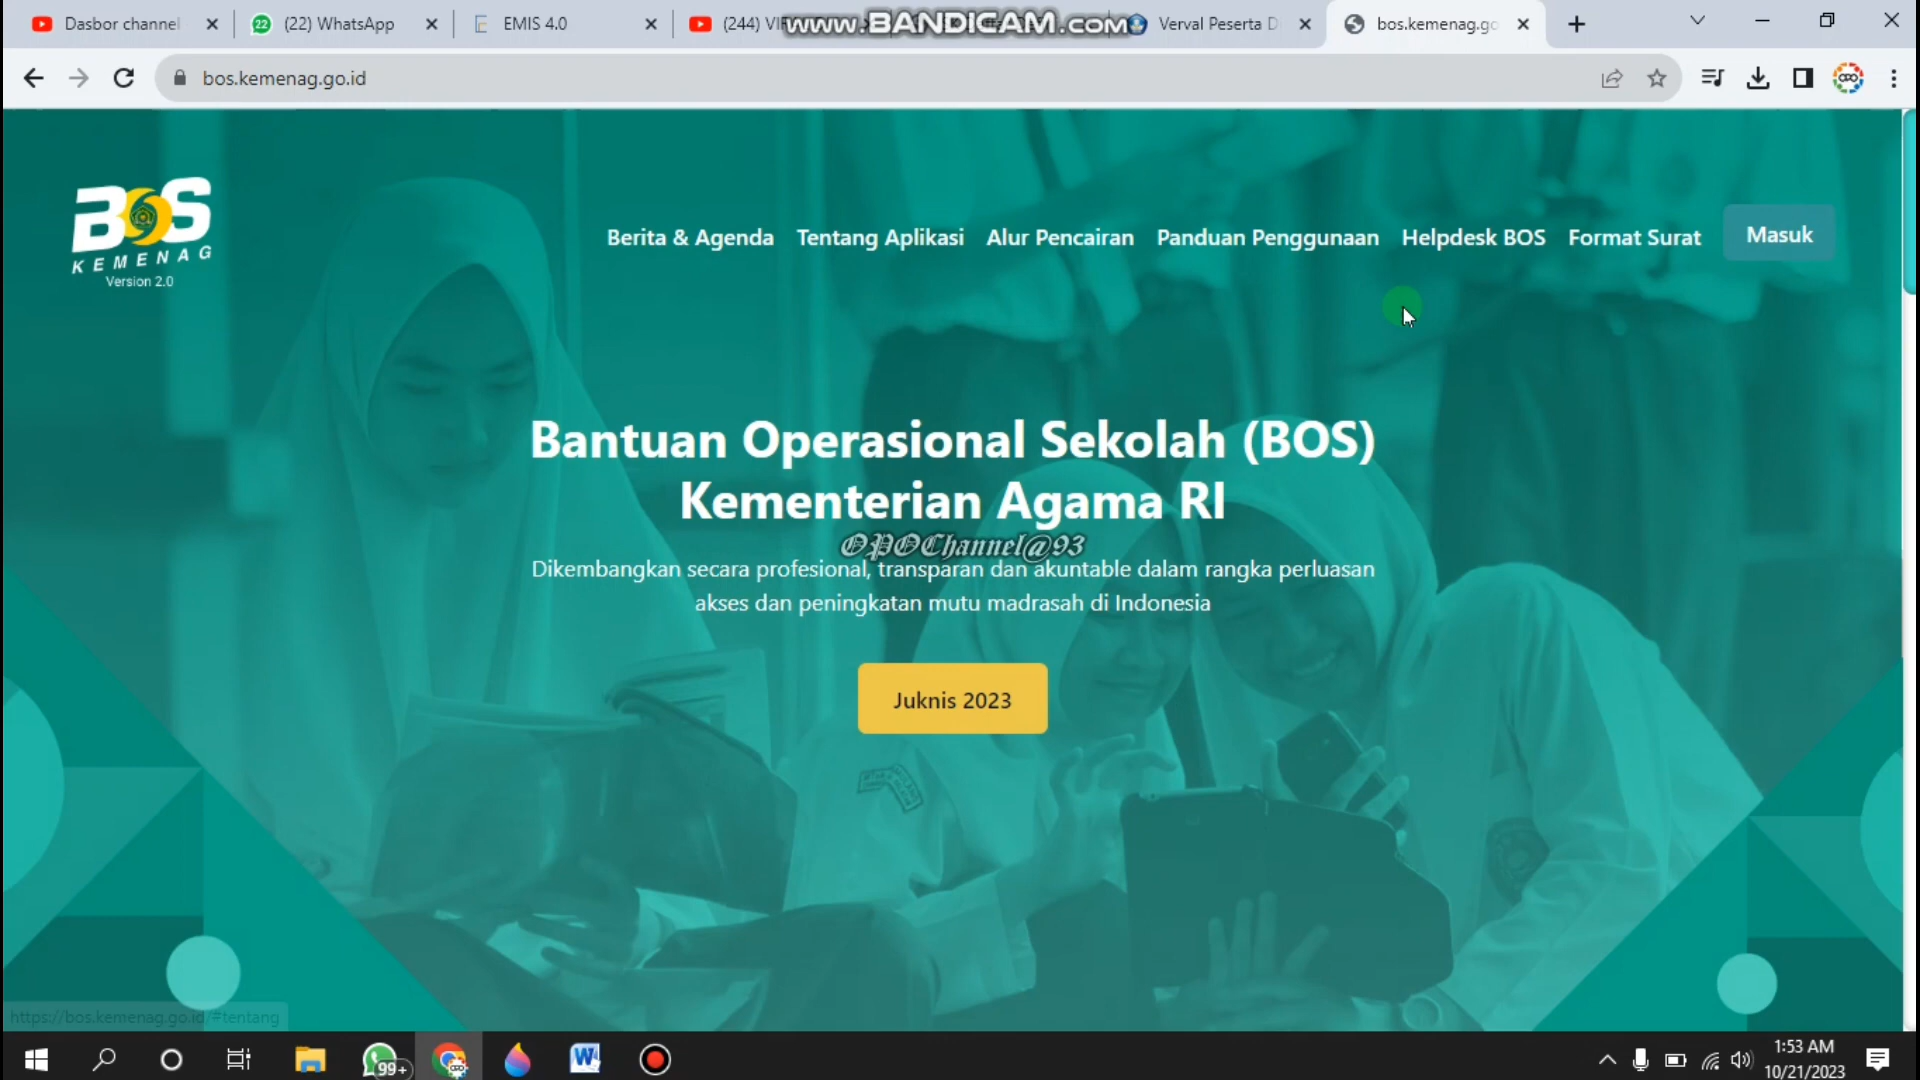 Dasbor channel
(22) WhatsApp
EMIS 4.0
(244) VI
www.BANDICAM.com
Verval Peserta D
bos.kemenag.go
bos.kemenag.go.id
BOS
KEMENAG
Version 2.0
Berita & Agenda
Tentang Aplikasi
Alur Pencairan
Panduan Penggunaan
Helpdesk BOS
Format Surat
Masuk
Bantuan Operasional Sekolah (BOS)
Kementerian Agama RI
OPOChannel@93
Dikembangkan secara profesional, transparan dan akuntable dalam rangka perluasan
akses dan peningkatan mutu madrasah di Indonesia
Juknis 2023
https://bos.kemenag.go.id/#tentang
99+
1:53 AM
10/21/2023